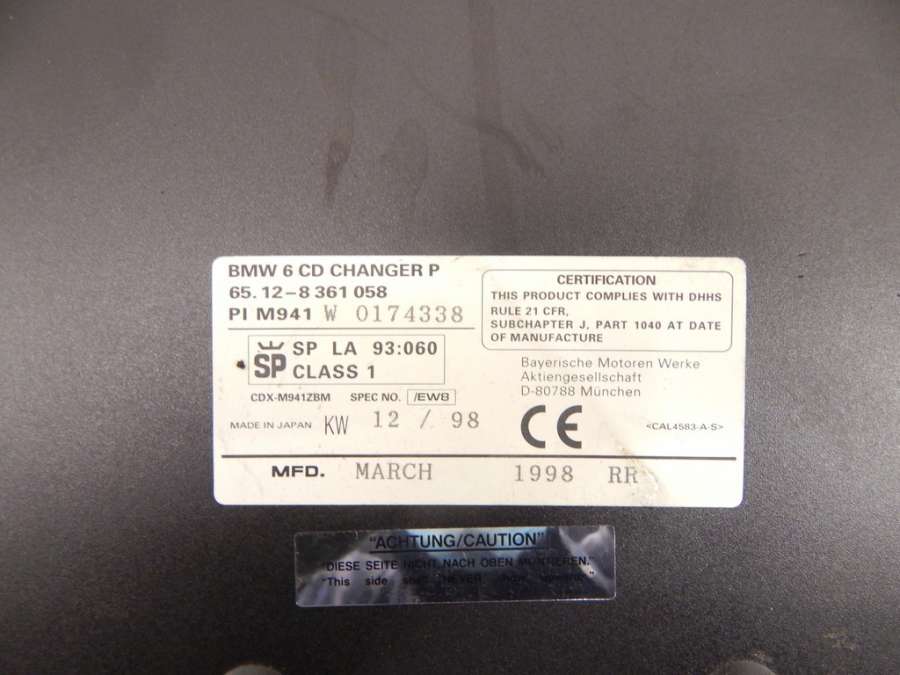 BMW 6 CD CHANGER P
65.12-8 361 058
PI M941 W 0174338
SP SP LA 93:060
CLASS 1
CDX-M941ZBM SPEC NO. /EW8
MADE IN JAPAN KW 12 / 98
CERTIFICATION
THIS PRODUCT COMPLIES WITH DHHS
RULE 21 CFR,
SUBCHAPTER J, PART 1040 AT DATE
OF MANUFACTURE
Bayerische Motoren Werke
Aktiengesellschaft
D-80788 München
CE
<CAL4583-A-S>
MFD. MARCH 1998 RR
"ACHTUNG/CAUTION"
"DIESE SEITE NICHT NACH OBEN MONTIEREN."
"This side NEVER